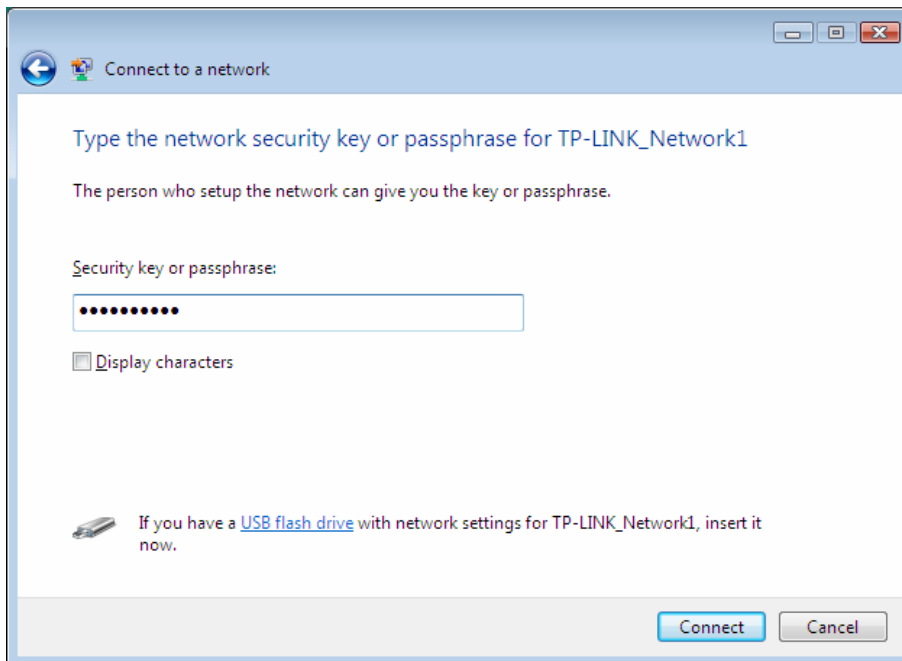 Connect to a network
Type the network security key or passphrase for TP-LINK_Network1
The person who setup the network can give you the key or passphrase.
Security key or passphrase:
••••••••••
Display characters
If you have a USB flash drive with network settings for TP-LINK_Network1, insert it
now.
Connect Cancel